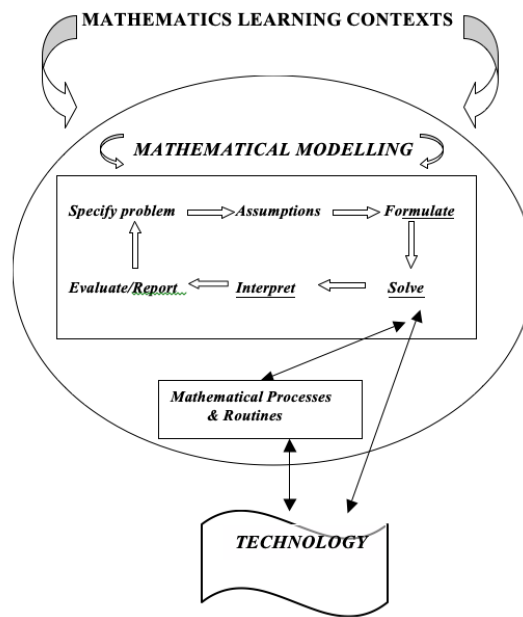 MATHEMATICS LEARNING CONTEXTS
MATHEMATICAL MODELLING
Specify problem
Assumptions
Formulate
Evaluate/Report
Interpret
Solve
Mathematical Processes
& Routines
TECHNOLOGY